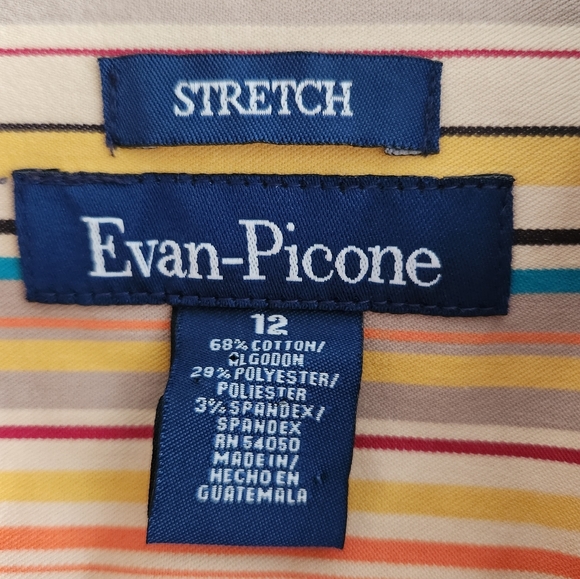 STRETCH
Evan-Picone
12
68% COTTON/
ALGODON
29% POLYESTER/
POLIESTER
3% SPANDEX/
SPANDEX
RN 54050
MADE IN/
HECHO EN
GUATEMALA